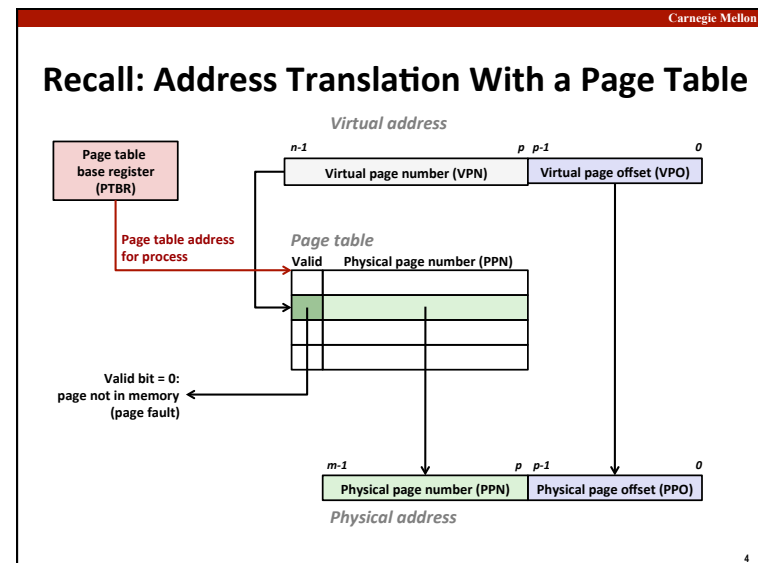 Carnegie Mellon
Recall: Address Translation With a Page Table
Virtual address
n-1 p p-1 0
Page table
base register
(PTBR)
Virtual page number (VPN) Virtual page offset (VPO)
Page table address
for process
Page table
Valid Physical page number (PPN)
Valid bit = 0:
page not in memory
(page fault)
m-1 p p-1 0
Physical page number (PPN) Physical page offset (PPO)
Physical address
4